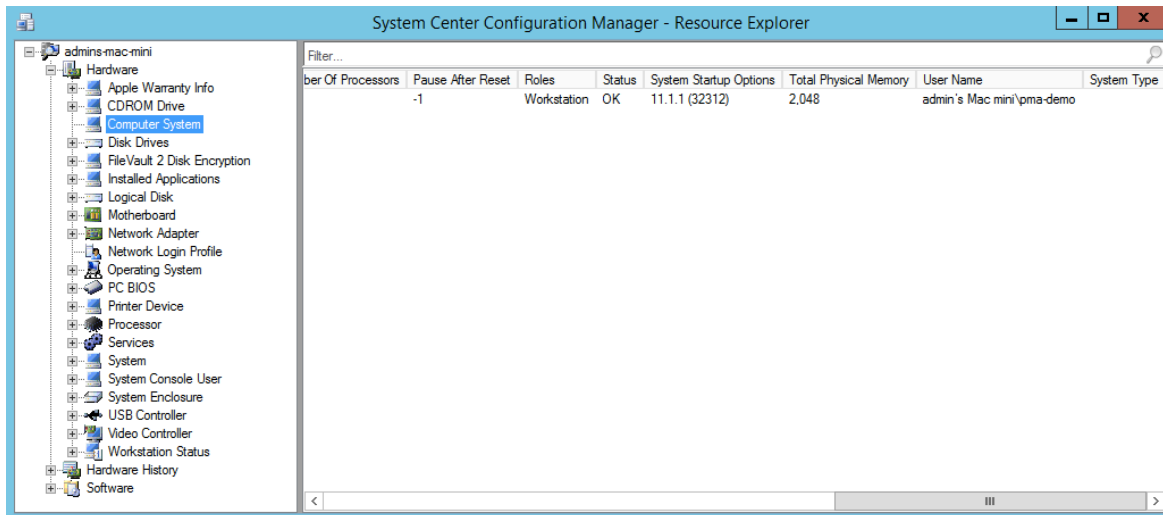 System Center Configuration Manager - Resource Explorer
x
admins-mac-mini
Hardware
Apple Warranty Info
CDROM Drive
Computer System
Disk Drives
FileVault 2 Disk Encryption
Installed Applications
Logical Disk
Motherboard
Network Adapter
Network Login Profile
Operating System
PC BIOS
Printer Device
Processor
Services
System
System Console User
System Enclosure
USB Controller
Video Controller
Workstation Status
Hardware History
Software
Filter...
ber Of Processors Pause After Reset Roles Status System Startup Options Total Physical Memory User Name System Type
-1 Workstation OK 11.1.1 (32312) 2,048 admin's Mac mini\pma-demo